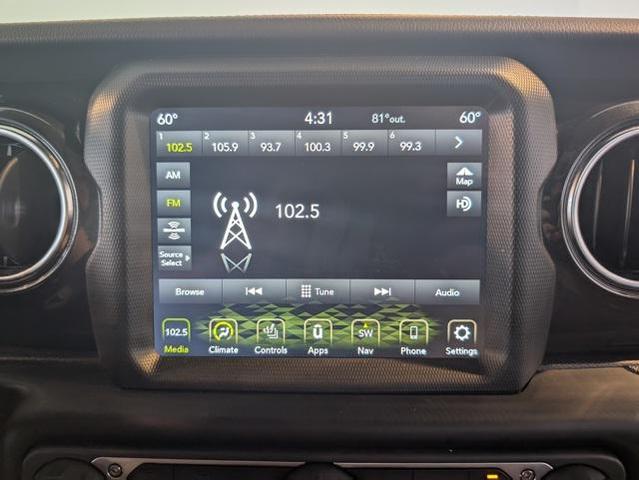 60° 4:31 81°out. 60°
1 2 3 4 5 6
102.5 105.9 93.7 100.3 99.9 99.3
AM
Map
FM
102.5
HD
Source
Select
Browse Tune Audio
102.5 SW
Media Climate Controls Apps Nav Phone Settings